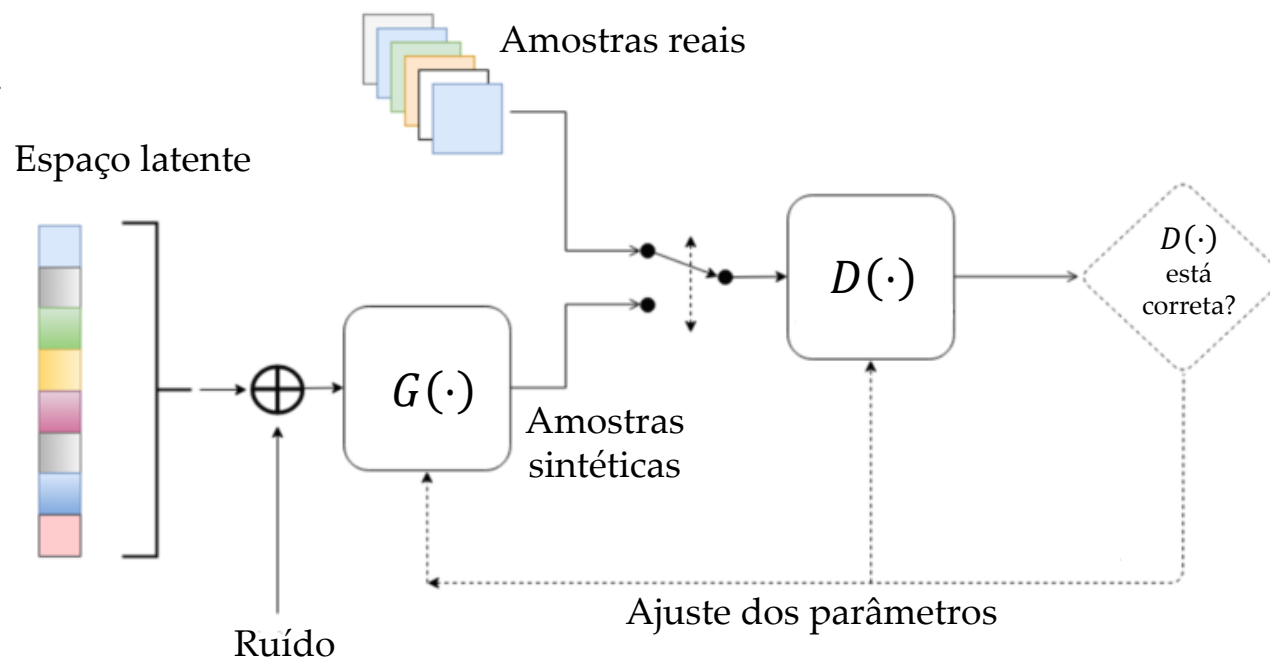 Amostras reais
Espaço latente
D(·)
está
correta?
D(·)
G(·)
Amostras
sintéticas
Ajuste dos parâmetros
Ruído